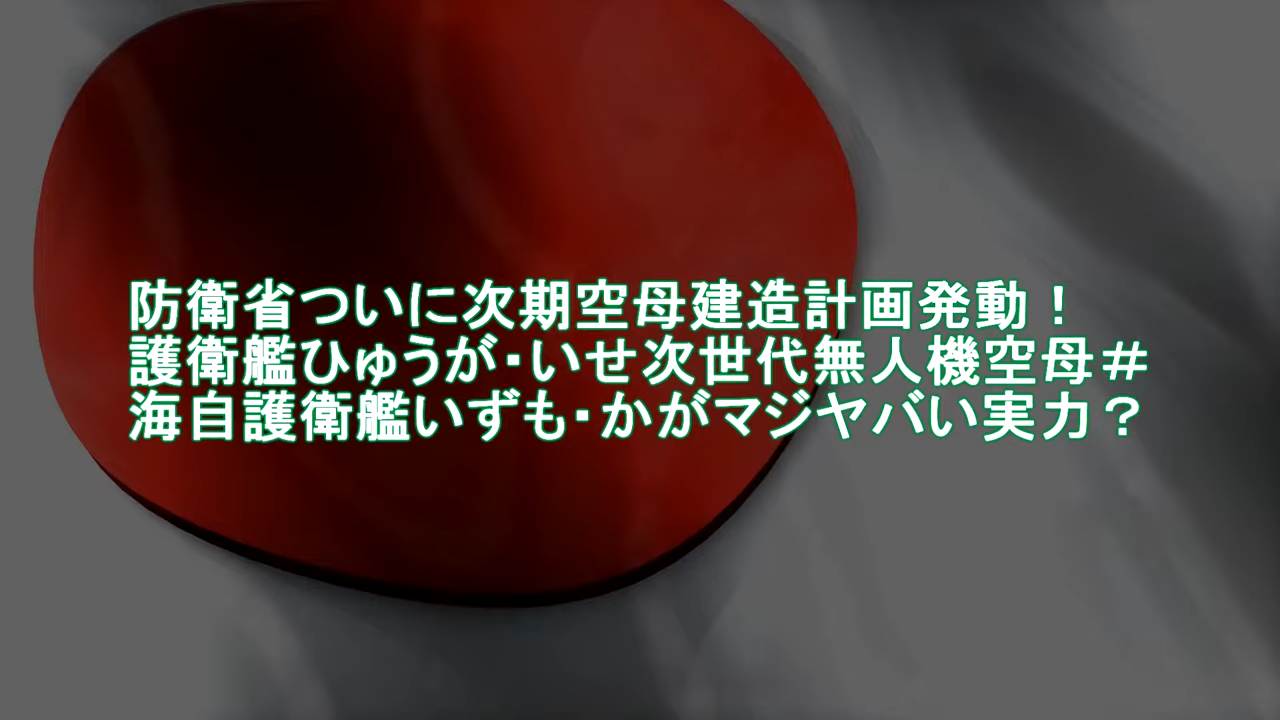 防衛省ついに次期空母建造計画発動！
護衛艦ひゅうが・いせ次世代無人機空母＃
海自護衛艦いずも・かがマジヤバい実力？